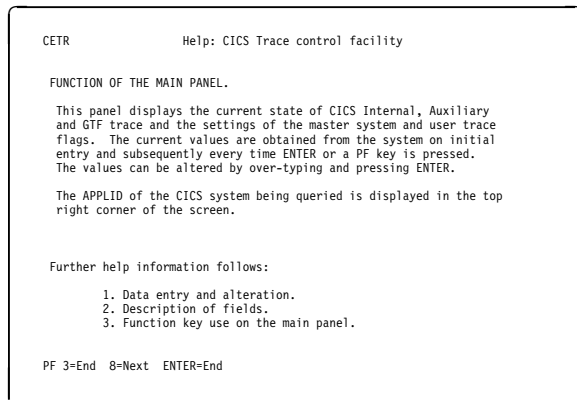 CETR Help: CICS Trace control facility
FUNCTION OF THE MAIN PANEL.
This panel displays the current state of CICS Internal, Auxiliary
and GTF trace and the settings of the master system and user trace
flags. The current values are obtained from the system on initial
entry and subsequently every time ENTER or a PF key is pressed.
The values can be altered by over-typing and pressing ENTER.
The APPLID of the CICS system being queried is displayed in the top
right corner of the screen.
Further help information follows:
1. Data entry and alteration.
2. Description of fields.
3. Function key use on the main panel.
PF 3=End 8=Next ENTER=End